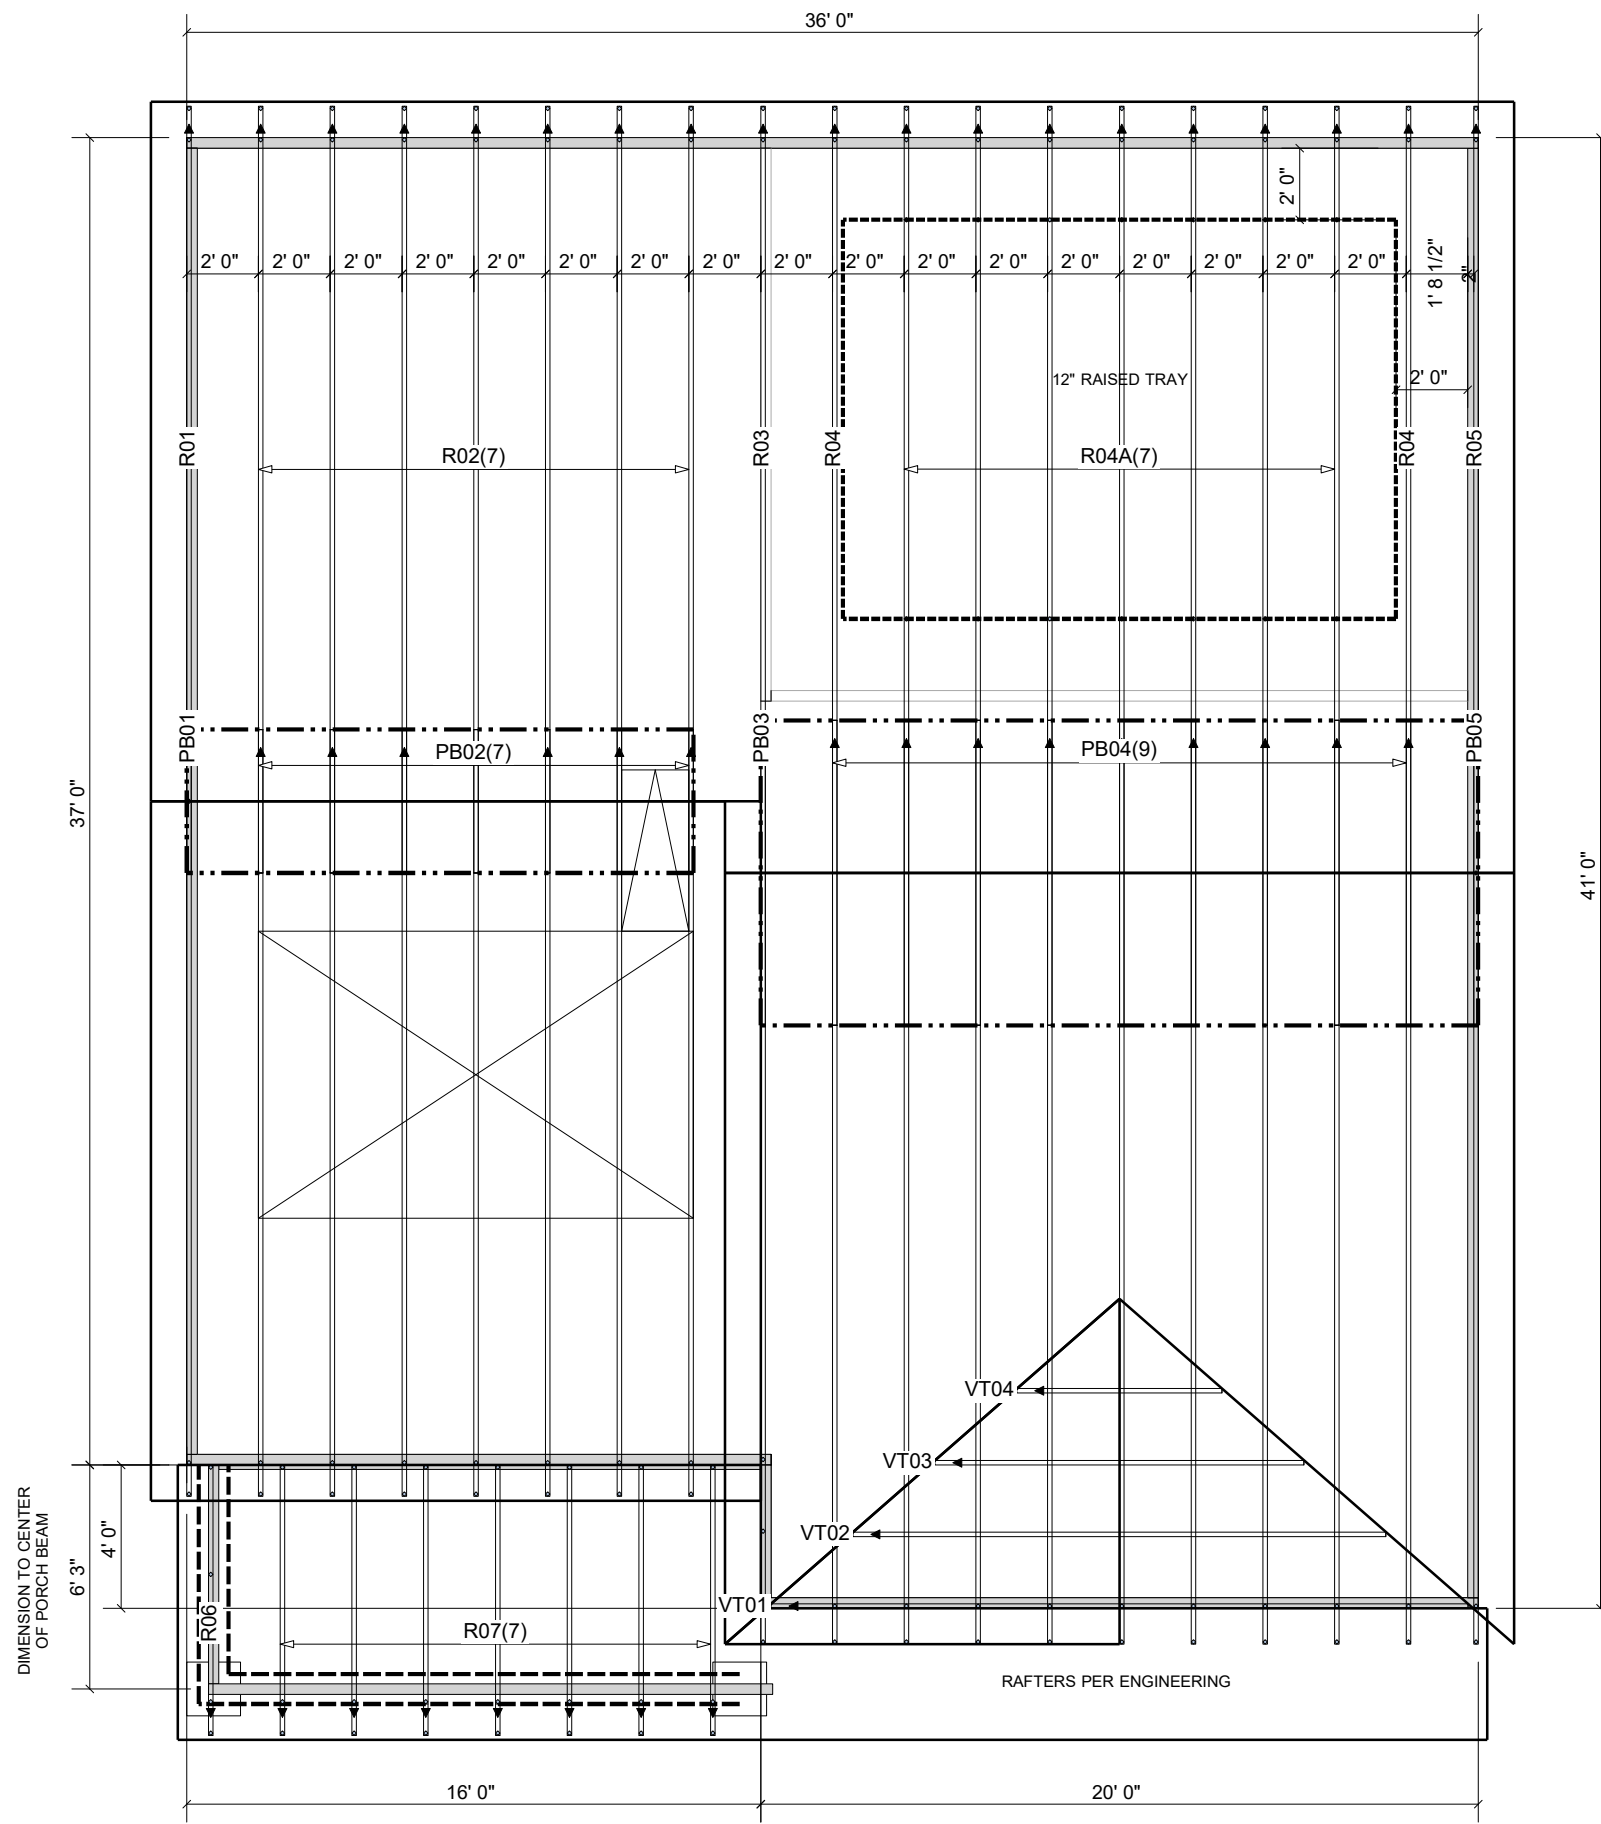 36' 0"
2' 0"
2' 0" 2' 0" 2' 0" 2' 0" 2' 0" 2' 0" 2' 0" 2' 0" 2' 0" 2' 0" 2' 0" 2' 0" 2' 0" 2' 0" 2' 0" 2' 0" 2' 0" 1' 8 1/2" 2"
12" RAISED TRAY
2' 0"
R01
R02(7)
R03
R04
R04A(7)
R04
R05
PB01
PB02(7)
PB03
PB04(9)
PB05
37' 0"
41' 0"
VT04
VT03
VT02
VT01
DIMENSION TO CENTER
OF PORCH BEAM
6' 3"
4' 0"
R06
R07(7)
RAFTERS PER ENGINEERING
16' 0"
20' 0"